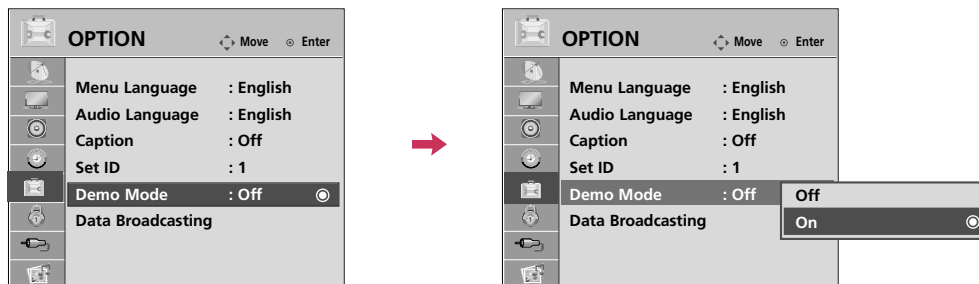 OPTION Move Enter
Menu Language : English
Audio Language : English
Caption : Off
Set ID : 1
Demo Mode : Off
Data Broadcasting
OPTION Move Enter
Menu Language : English
Audio Language : English
Caption : Off
Set ID : 1
Demo Mode : Off
Off
On
Data Broadcasting